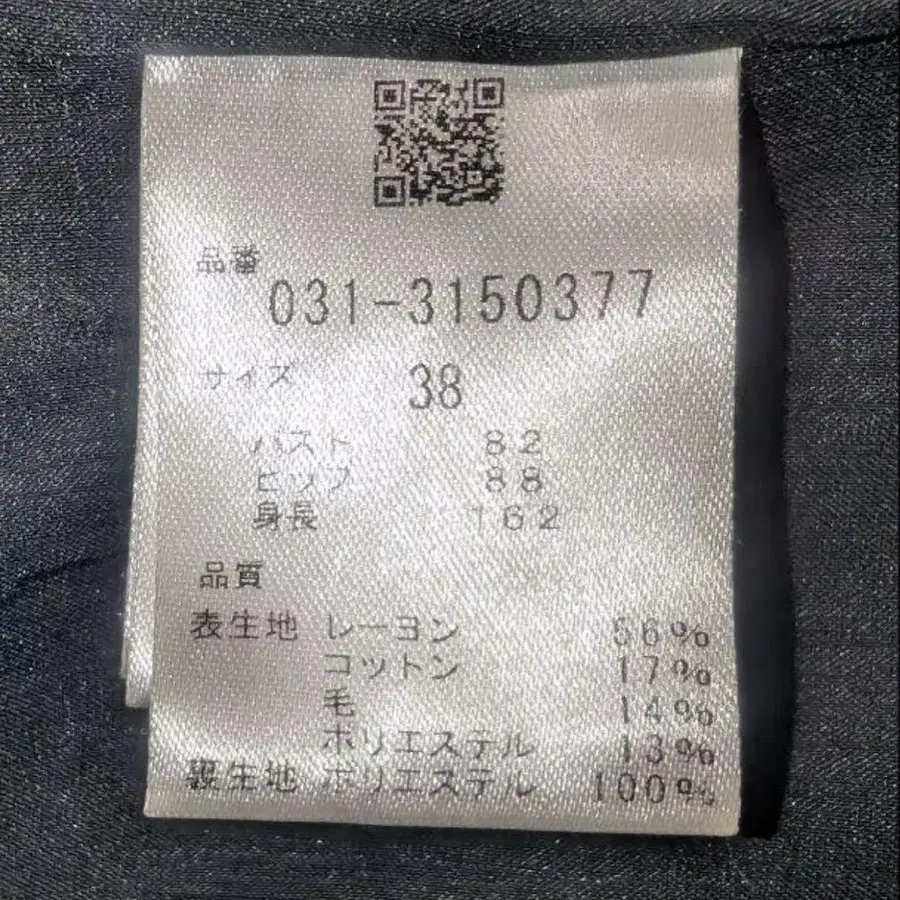 品番
031-3150377
サイズ 38
バスト 82
ヒップ 88
身長 162
品質
表生地 レーヨン 56%
コットン 17%
毛 14%
ポリエステル 13%
裏生地 ポリエステル 100%